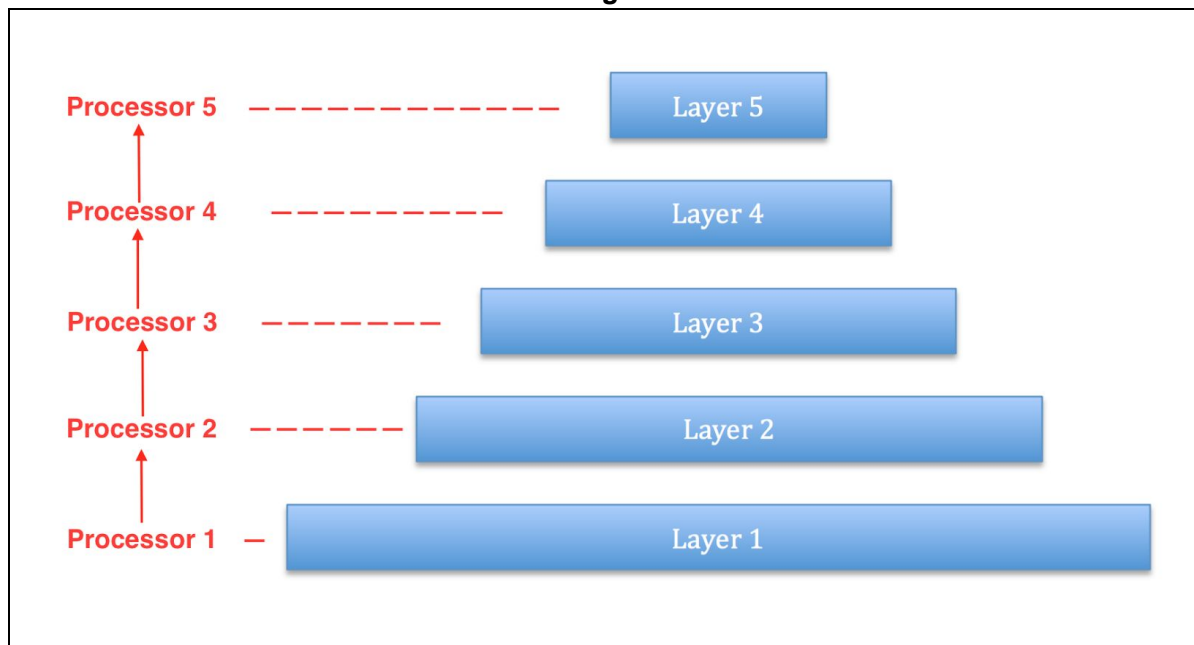 Processor 5 Layer 5
Processor 4 Layer 4
Processor 3 Layer 3
Processor 2 Layer 2
Processor 1 Layer 1